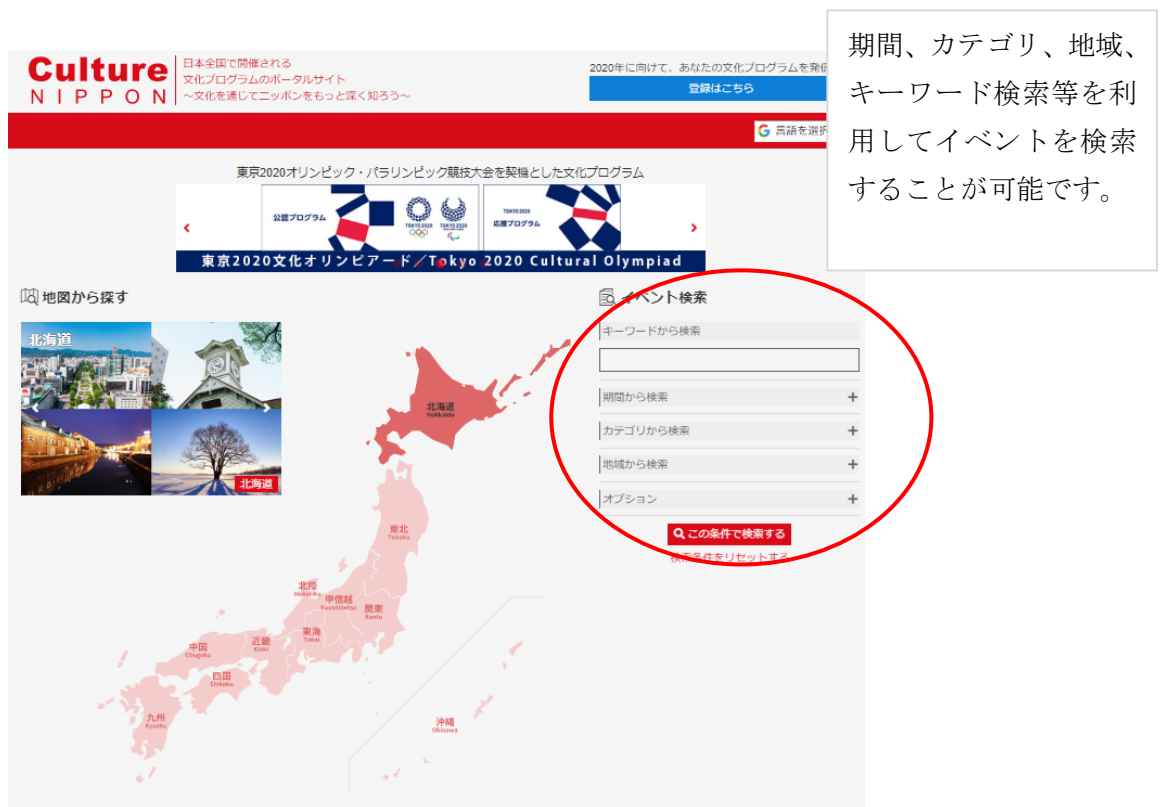 Culture
NIPPON
日本全国で開催される
文化プログラムのポータルサイト
～文化を通じてニッポンをもっと深く知ろう～
2020年に向けて、あなたの文化プログラムを発信
登録はこちら
G 言語を選択
期間、カテゴリ、地域、
キーワード検索等を利
用してイベントを検索
することが可能です。
東京2020オリンピック・パラリンピック競技大会を契機とした文化プログラム
公認プログラム
TOKYO 2020
TOKYO 2020
TOKYO 2020
応援プログラム
東京2020文化オリンピアード/Tokyo 2020 Cultural Olympiad
地図から探す
北海道
北海道
北海道
Hokkaido
東北
Tohoku
北陸
Hokuriku
甲信越
Koushinetsu
関東
Kanto
東海
Tokai
近畿
Kinki
中国
Chugoku
四国
Shikoku
九州
Kyushu
沖縄
Okinawa
イベント検索
キーワードから検索
期間から検索 +
カテゴリから検索 +
地域から検索 +
オプション +
この条件で検索する
検索条件をリセットする